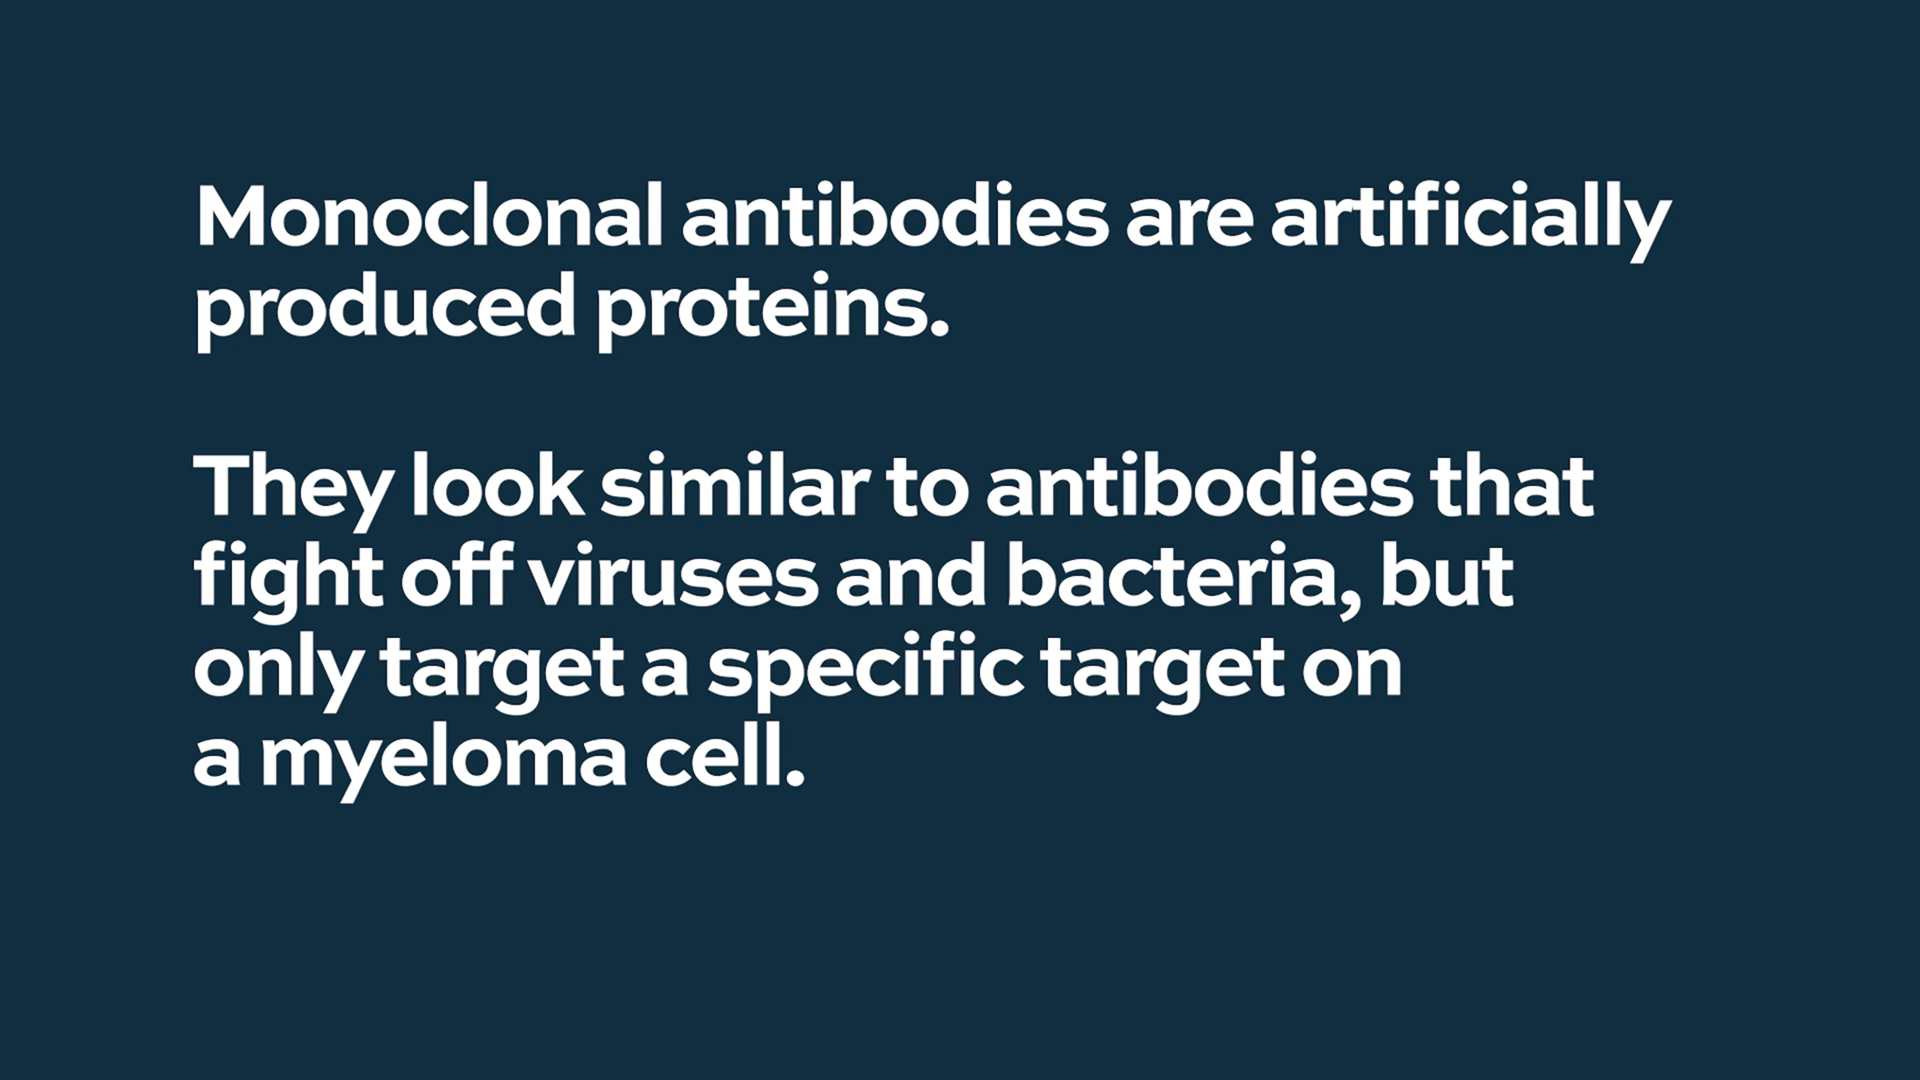 Monoclonal antibodies are artificially
produced proteins.
They look similar to antibodies that
fight off viruses and bacteria, but
only target a specific target on
a myeloma cell.